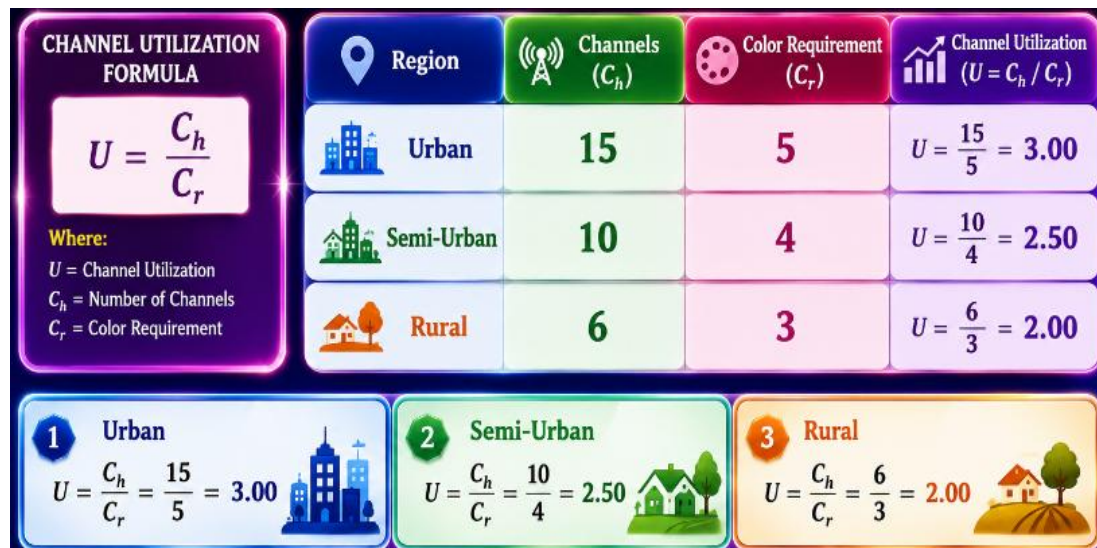 CHANNEL UTILIZATION
FORMULA
U = C_h / C_r
Where:
U = Channel Utilization
C_h = Number of Channels
C_r = Color Requirement
Region
Channels
(C_h)
Color Requirement
(C_r)
Channel Utilization
(U = C_h / C_r)
Urban
15
5
U = 15/5 = 3.00
Semi-Urban
10
4
U = 10/4 = 2.50
Rural
6
3
U = 6/3 = 2.00
1 Urban
U = C_h/C_r = 15/5 = 3.00
2 Semi-Urban
U = C_h/C_r = 10/4 = 2.50
3 Rural
U = C_h/C_r = 6/3 = 2.00